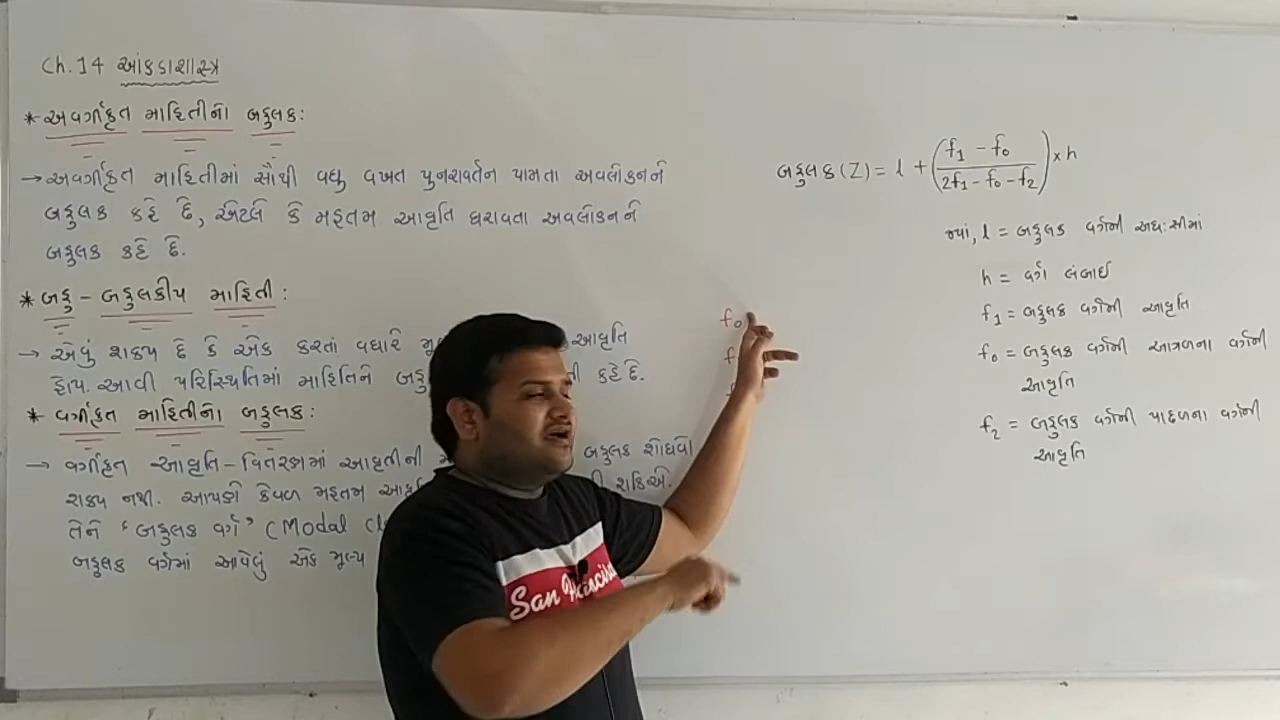 Ch.14 આંકડાશાસ્ત્ર
* અવર્ગીકૃત માહિતીનો બહુલક:
→ અવર્ગીકૃત માહિતીમાં સૌથી વધુ વખત પુનરાવર્તન પામતા અવલોકનને
બહુલક કહે છે, એટલે કે મહત્તમ આવૃતિ ધરાવતા અવલોકનને
બહુલક કહે છે.
* બહુ - બહુલકીય માહિતી:
→ એવું શક્ય છે કે એક કરતાં વધારે આવૃતિ
હોય. આવી પરિસ્થિતિમાં માહિતિને કહે છે.
* વર્ગીકૃત માહિતીનો બહુલક:
→ વર્ગીકૃત આવૃતિ - વિતરણમાં આવૃતીની બહુલક શોધવો
શક્ય નથી. આપણે કેવળ મહત્તમ શકિએ.
તેને 'બહુલક વર્ગ' (Modal
બહુલક વર્ગમાં આવેલું એક મૂલ્ય
f₀
f
બહુલક (Z) = l + (f₁ - f₀ / 2f₁ - f₀ - f₂) × h
જ્યાં, l = બહુલક વર્ગની અધ:સીમાં
h = વર્ગ લંબાઈ
f₁ = બહુલક વર્ગની આવૃતિ
f₀ = બહુલક વર્ગની આગળના વર્ગની
આવૃતિ
f₂ = બહુલક વર્ગની પાછળના વર્ગની
આવૃતિ
San Francisco